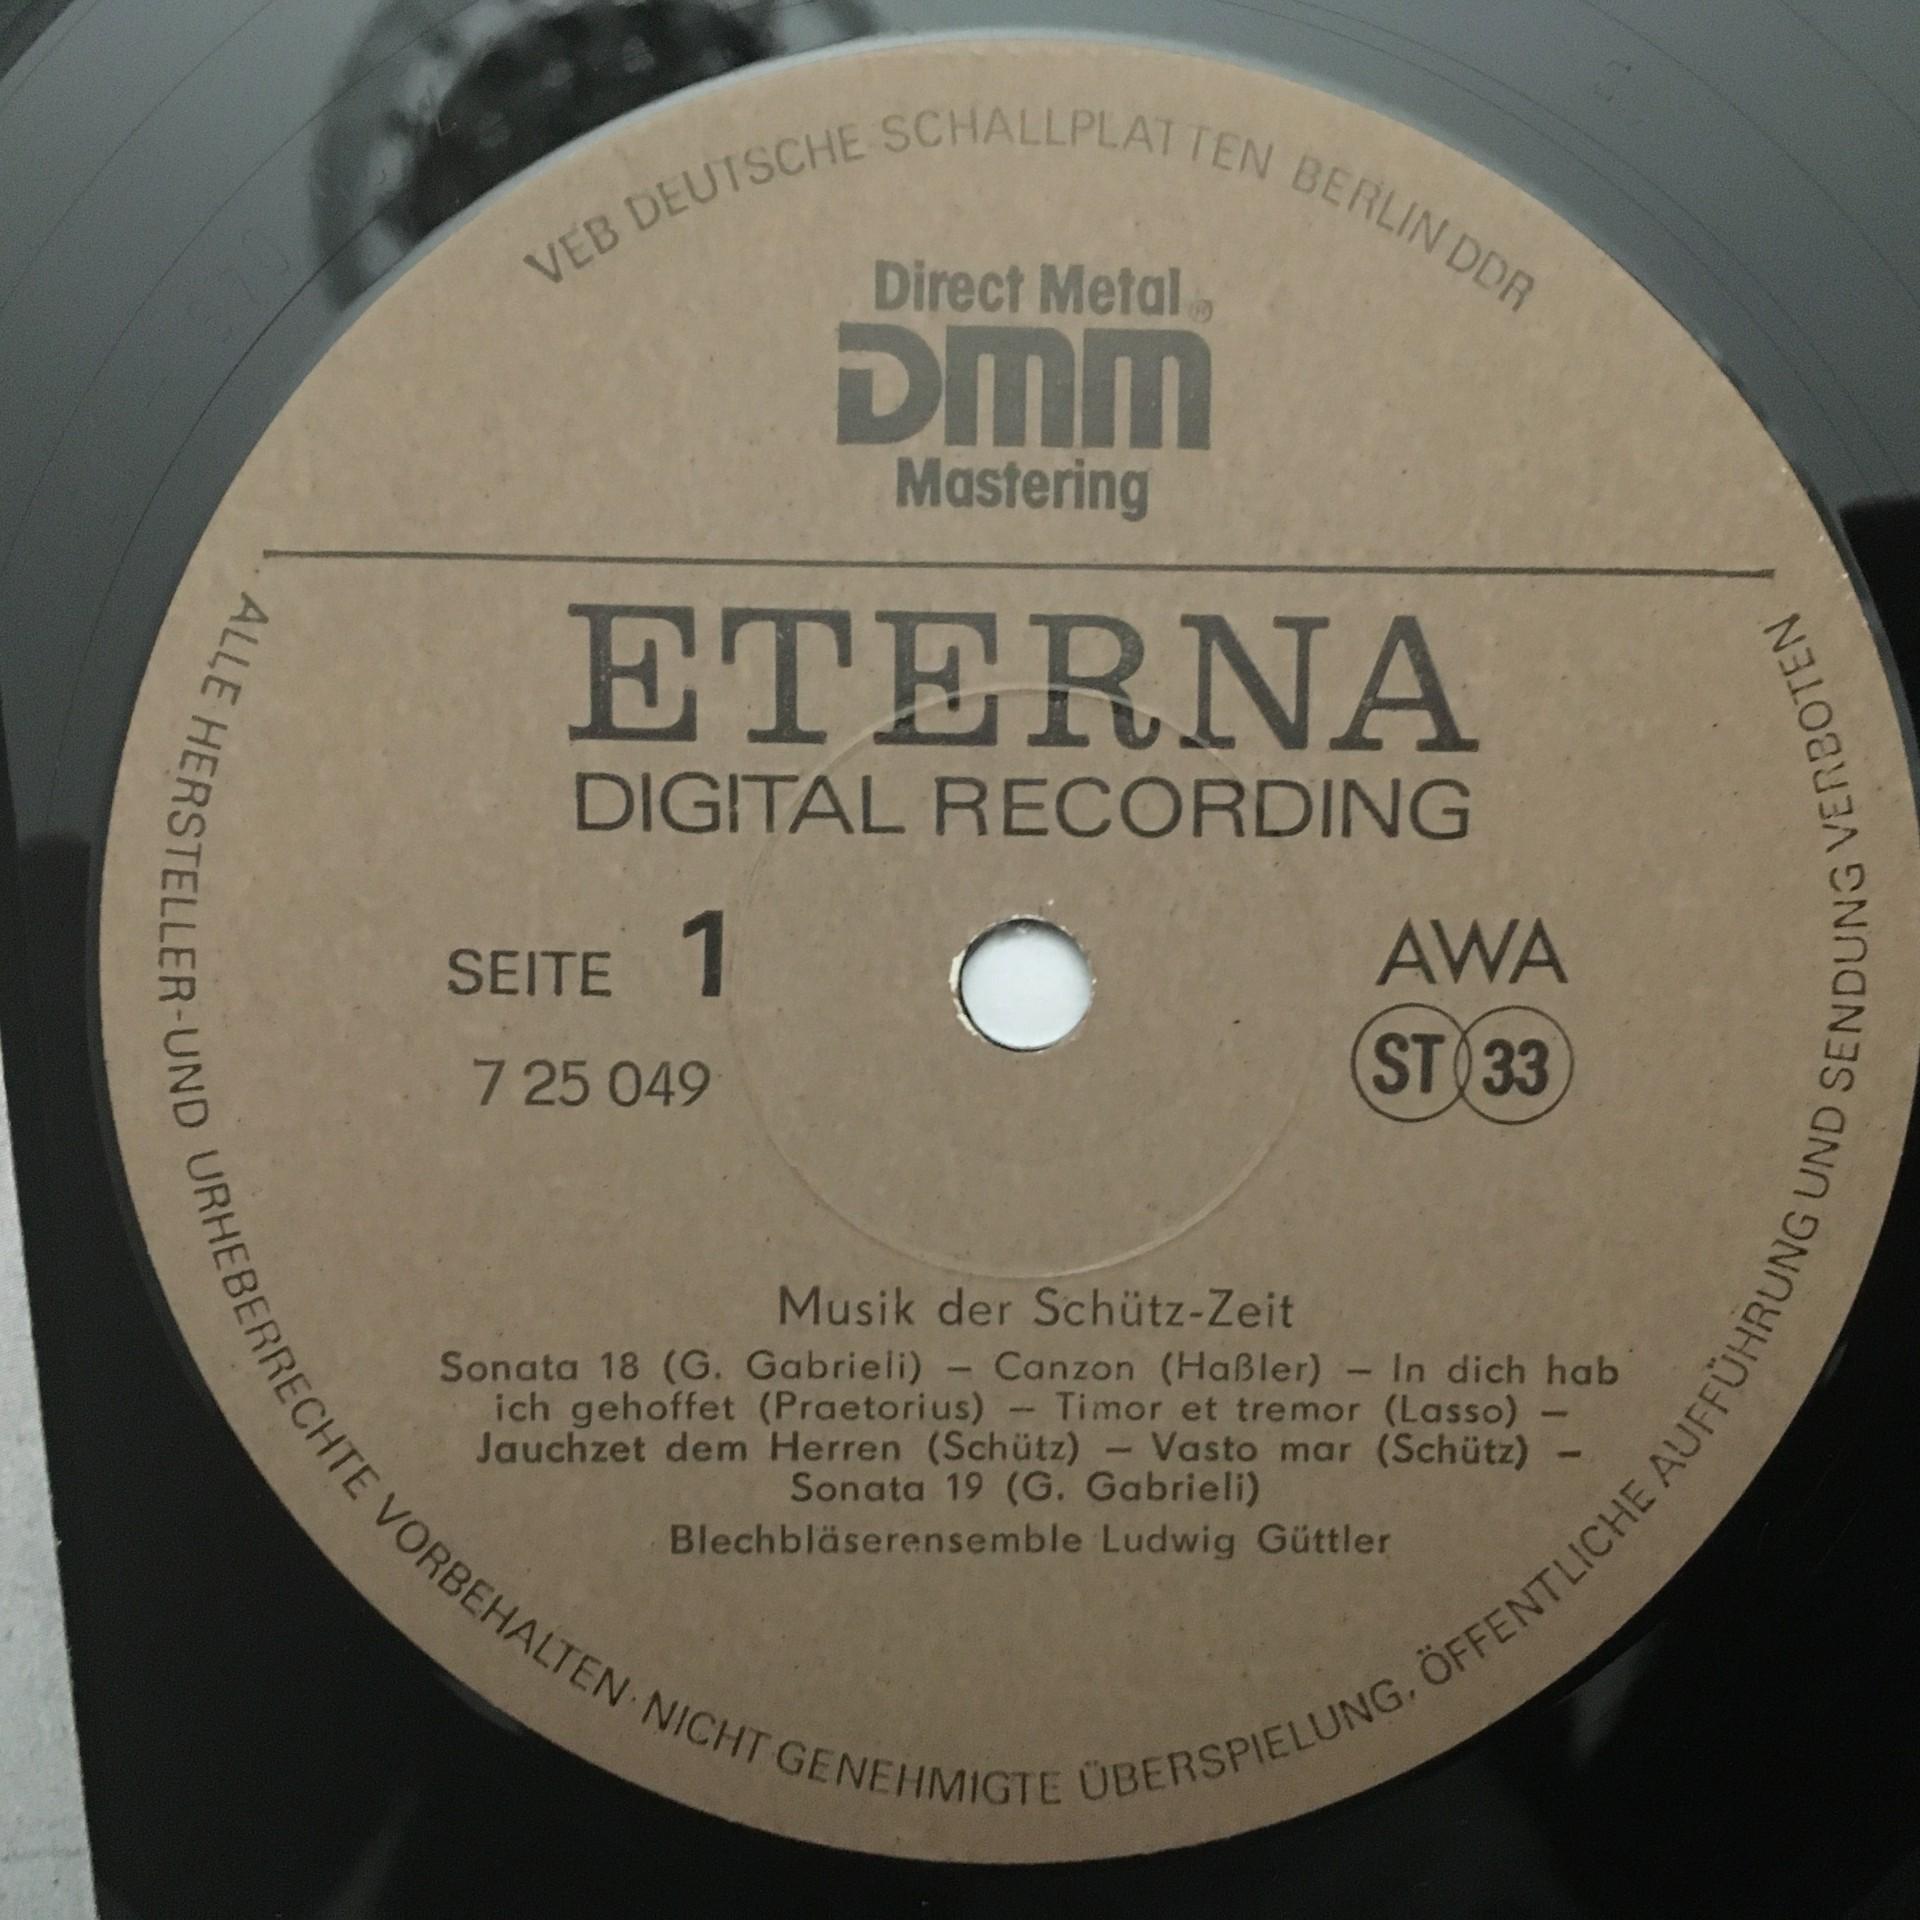 VEB DEUTSCHE SCHALLPLATTEN BERLIN DDR
Direct Metal ®
DMM
Mastering
ETERNA
DIGITAL RECORDING
SEITE 1
AWA
7 25 049
ST 33
Musik der Schütz-Zeit
Sonata 18 (G. Gabrieli) – Canzon (Haßler) – In dich hab
ich gehoffet (Praetorius) – Timor et tremor (Lasso) –
Jauchzet dem Herren (Schütz) – Vasto mar (Schütz) –
Sonata 19 (G. Gabrieli)
Blechbläserensemble Ludwig Güttler
ALLE HERSTELLER-UND URHEBERRECHTE VORBEHALTEN · NICHT GENEHMIGTE ÜBERSPIELUNG, ÖFFENTLICHE AUFFÜHRUNG UND SENDUNG VERBOTEN